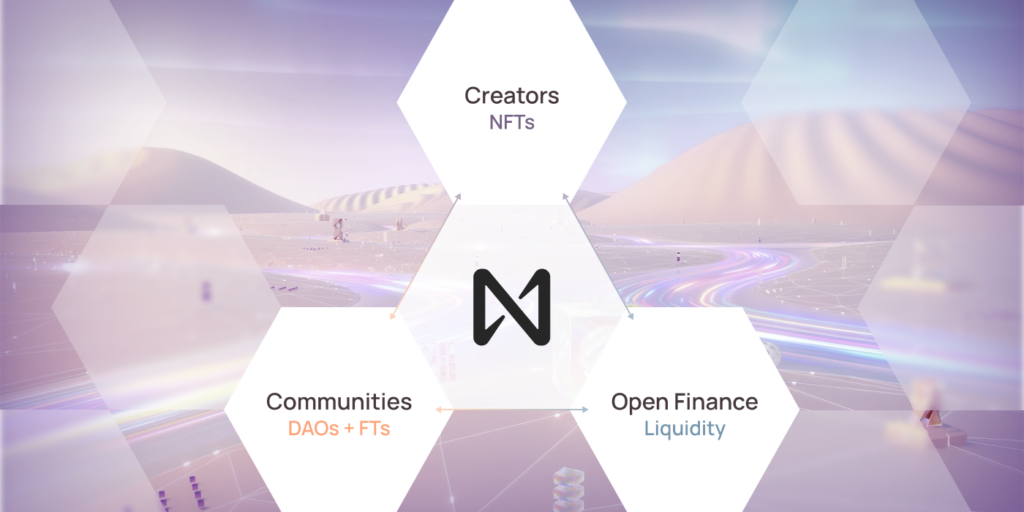 Creators
NFTs
Communities
DAOs + FTs
Open Finance
Liquidity